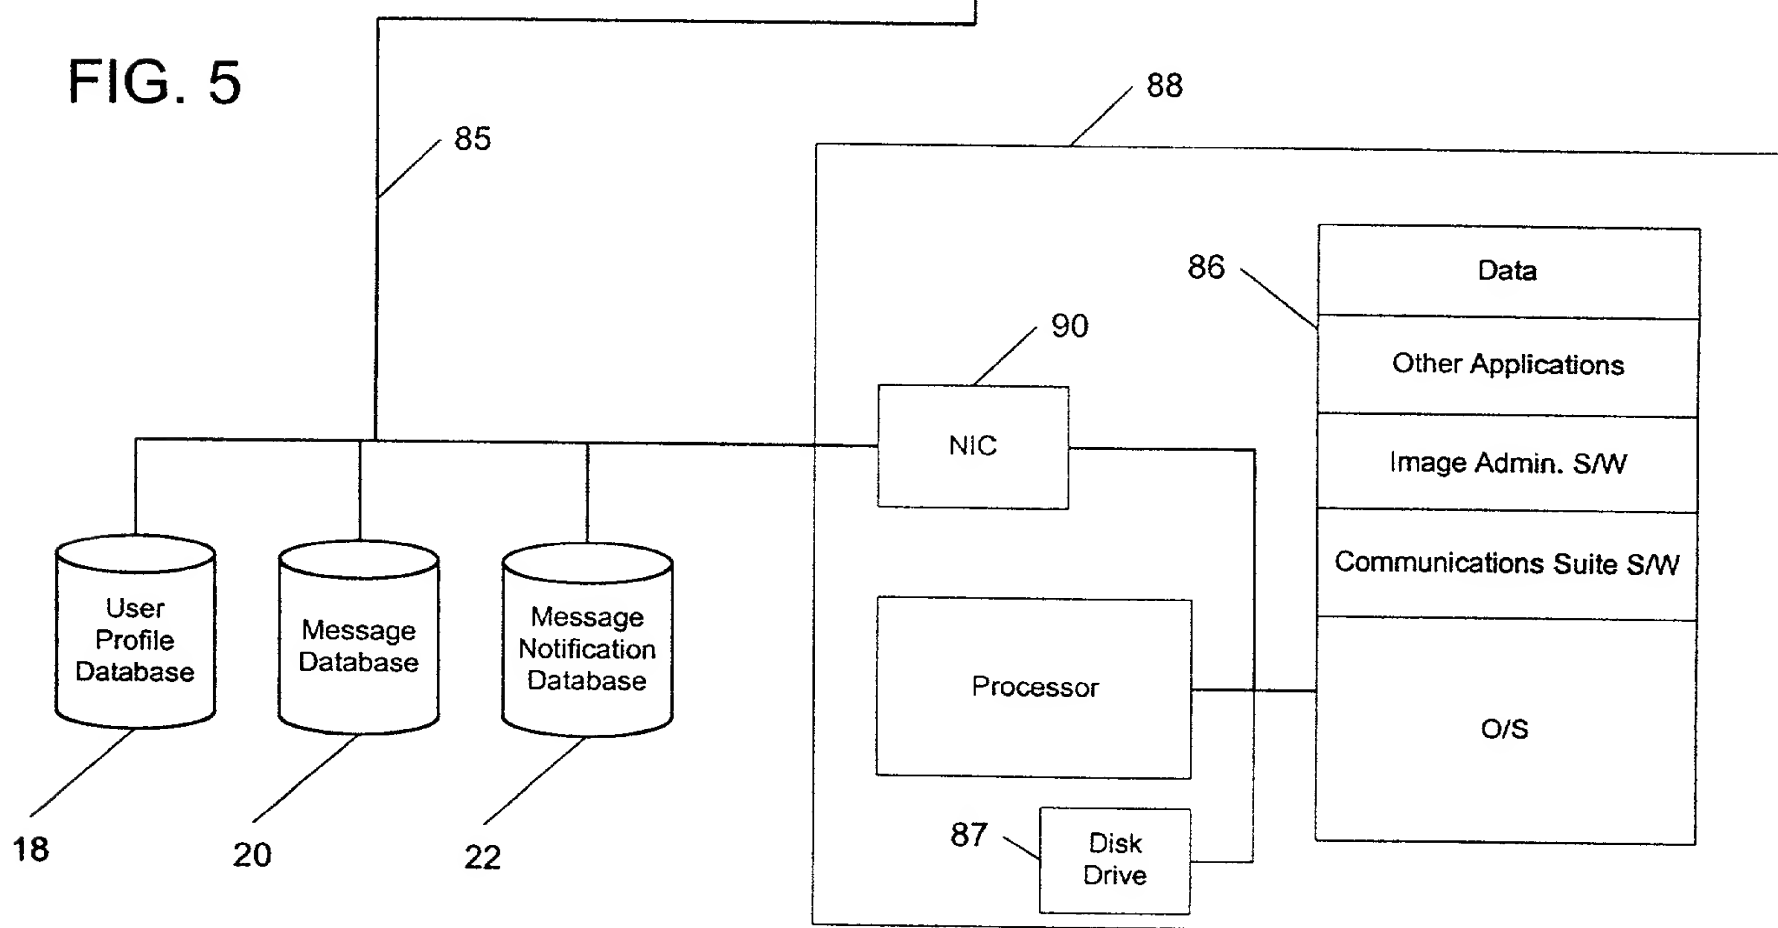 FIG. 5
88
85
86
Data
Other Applications
Image Admin. S/W
Communications Suite S/W
O/S
90
NIC
User
Profile
Database
Message
Database
Message
Notification
Database
Processor
87
Disk
Drive
18
20
22